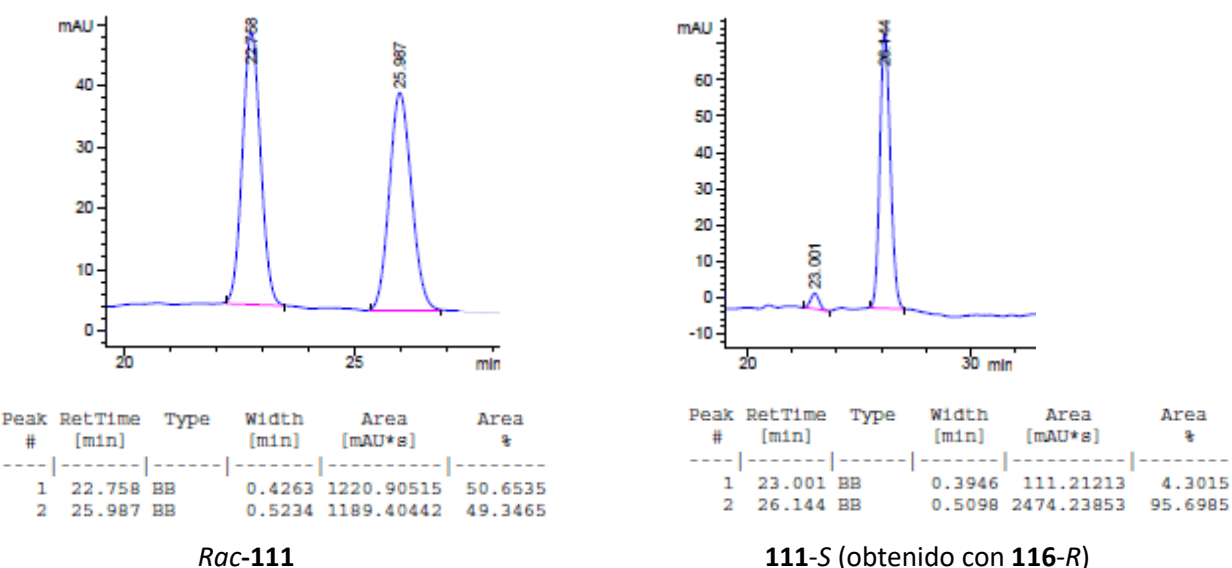 mAU
22.758
25.987
40
30
20
10
0
20 25 min
Peak RetTime Type Width Area Area
# [min] [min] [mAU*s] %
----|-------|------|-------|----------|--------
1 22.758 BB 0.4263 1220.90515 50.6535
2 25.987 BB 0.5234 1189.40442 49.3465
Rac-111
mAU
26.144
23.001
60
50
40
30
20
10
0
-10
20 30 min
Peak RetTime Type Width Area Area
# [min] [min] [mAU*s] %
----|-------|------|-------|----------|--------
1 23.001 BB 0.3946 111.21213 4.3015
2 26.144 BB 0.5098 2474.23853 95.6985
111-S (obtenido con 116-R)